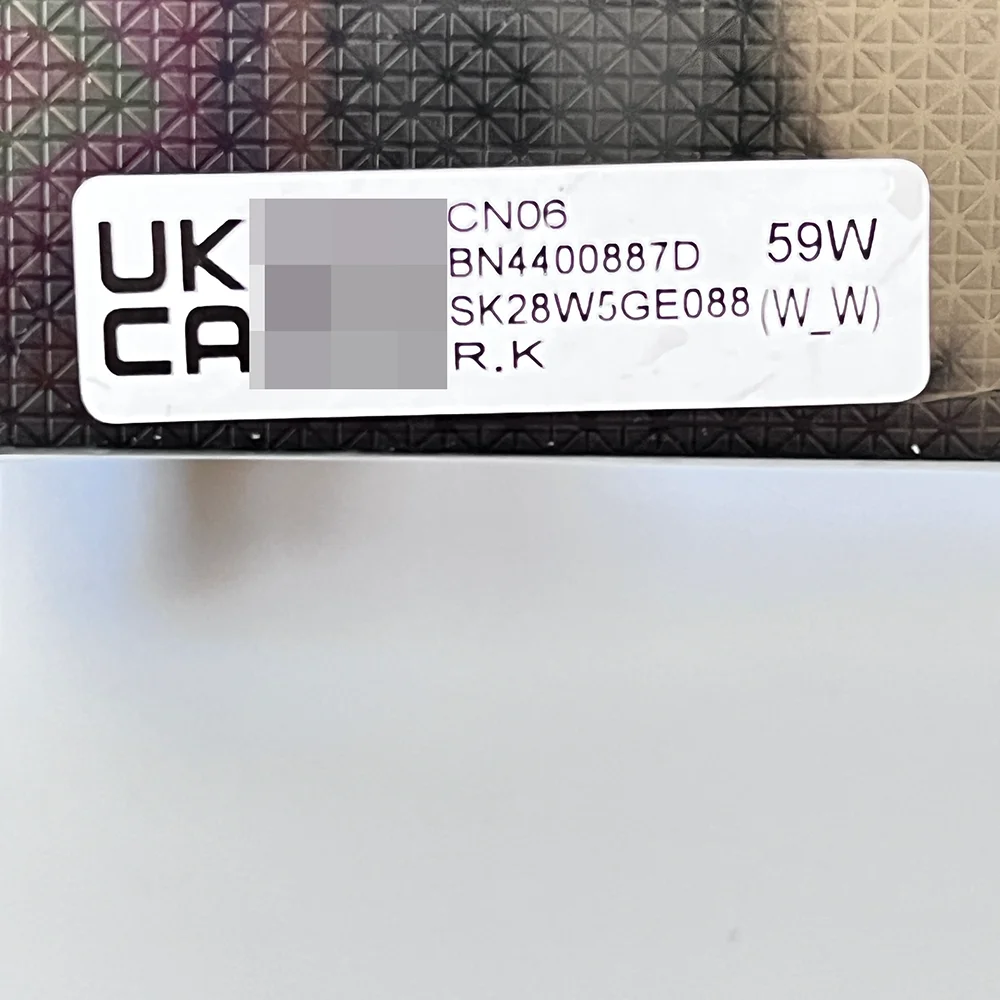 UK
CA
CN06
BN4400887D
SK28W5GE088
R.K
59W
(W_W)